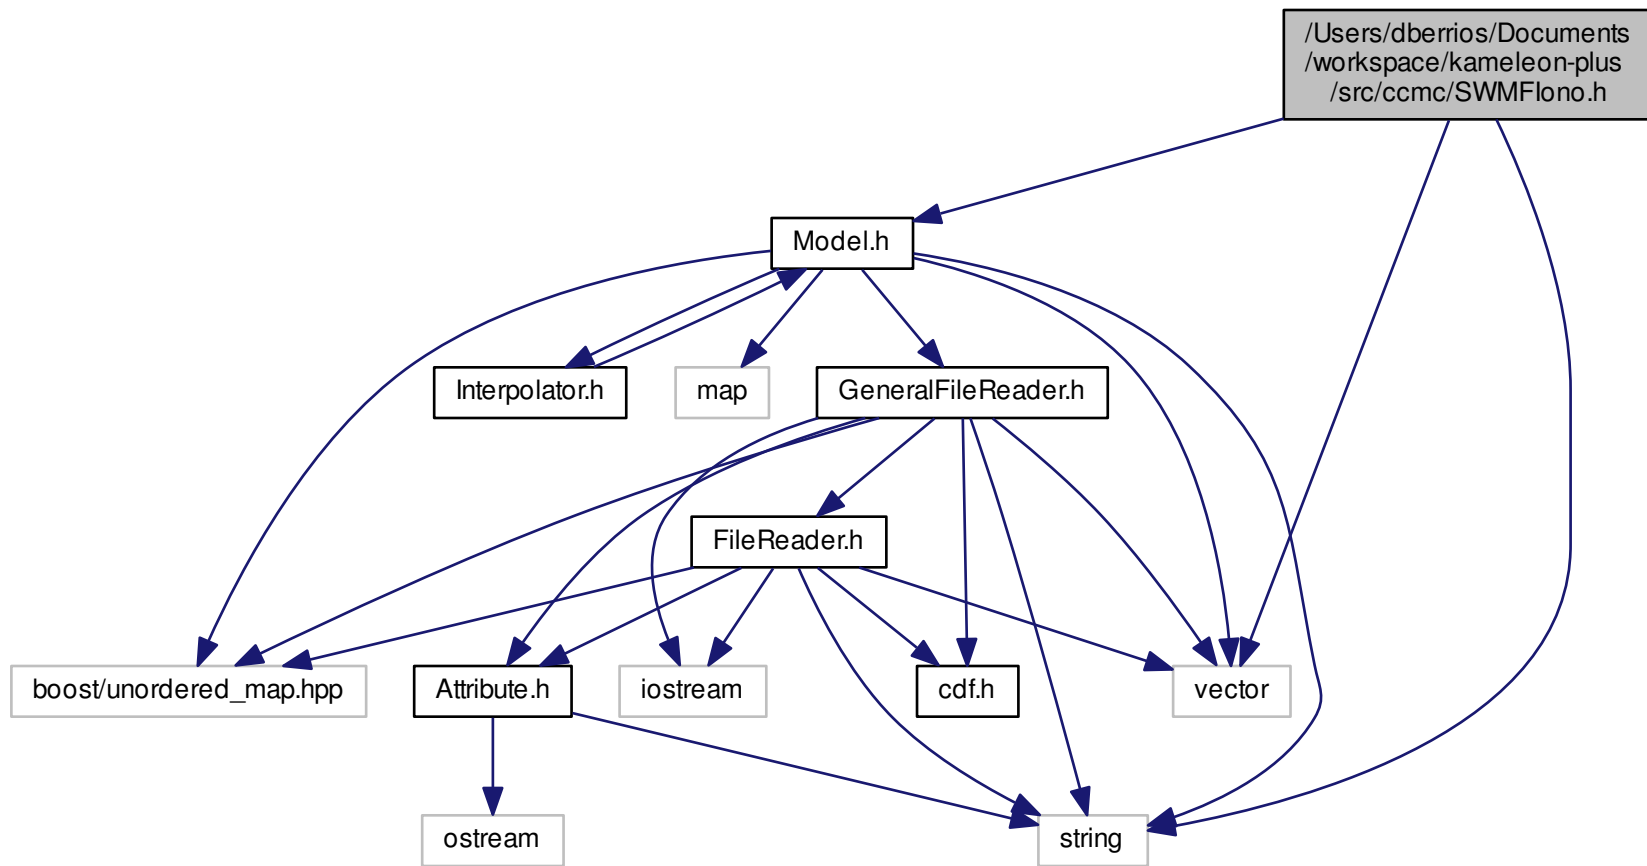 /Users/dberrios/Documents
/workspace/kameleon-plus
/src/ccmc/SWMFIono.h
Model.h
Interpolator.h
map
GeneralFileReader.h
FileReader.h
boost/unordered_map.hpp
Attribute.h
iostream
cdf.h
vector
ostream
string